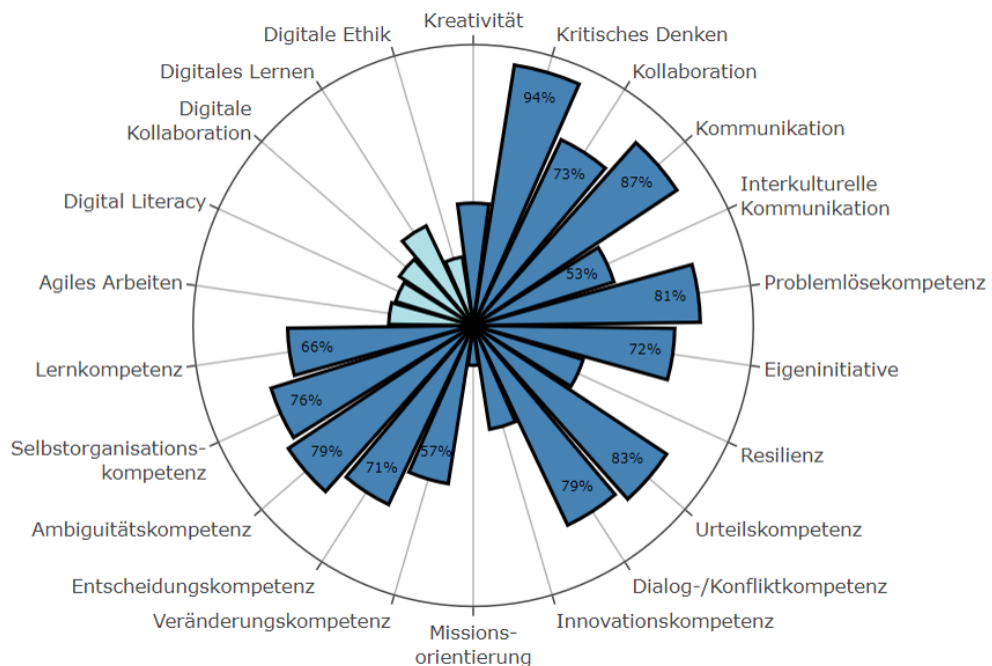 Kreativität
Kritisches Denken
Kollaboration
Kommunikation
Interkulturelle
Kommunikation
Problemlösekompetenz
Eigeninitiative
Resilienz
Urteilskompetenz
Dialog-/Konfliktkompetenz
Innovationskompetenz
Missions-
orientierung
Veränderungskompetenz
Entscheidungskompetenz
Ambiguitätskompetenz
Selbstorganisations-
kompetenz
Lernkompetenz
Agiles Arbeiten
Digital Literacy
Digitale
Kollaboration
Digitales Lernen
Digitale Ethik
94%
73%
87%
53%
81%
72%
83%
79%
57%
71%
79%
76%
66%